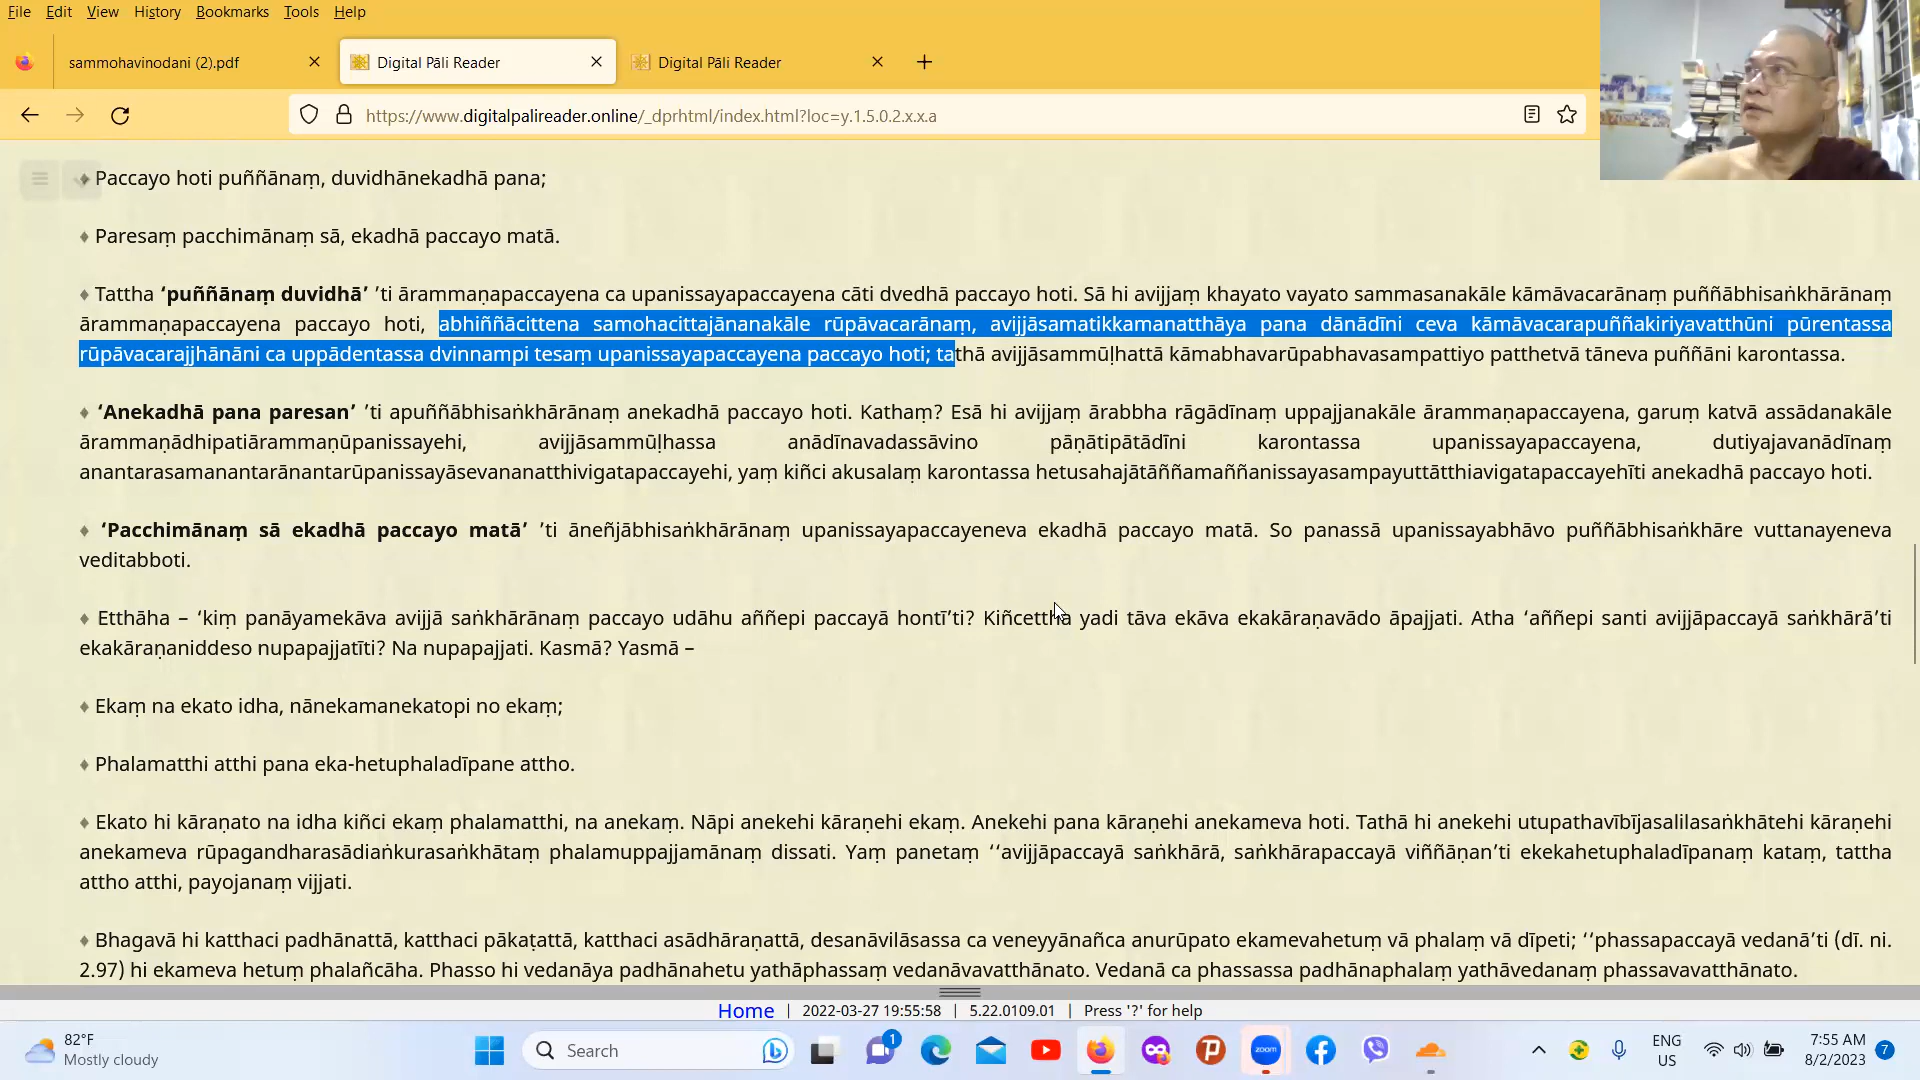 File Edit View History Bookmarks Tools Help
sammohavinodani (2).pdf
Digital Pāli Reader
Digital Pāli Reader
https://www.digitalpalireader.online/_dprhtml/index.html?loc=y.1.5.0.2.x.x.a
♦ Paccayo hoti puññānaṃ, duvidhānekadhā pana;
♦ Paresaṃ pacchimānaṃ sā, ekadhā paccayo matā.
♦ Tattha ‘puññānaṃ duvidhā’ ’ti ārammaṇapaccayena ca upanissayapaccayena cāti dvedhā paccayo hoti. Sā hi avijjaṃ khayato vayato sammasanakāle kāmāvacarānaṃ puññābhisaṅkhārānaṃ
ārammaṇapaccayena paccayo hoti, abhiññācittena samohacittajānanakāle rūpāvacarānaṃ, avijjāsamatikkamanatthāya pana dānādīni ceva kāmāvacarapuññakiriyavatthūni pūrentassa
rūpāvacarajjhānāni ca uppādentassa dvinnampi tesaṃ upanissayapaccayena paccayo hoti; tathā avijjāsammūḷhattā kāmabhavarūpabhavasampattiyo patthetvā tāneva puññāni karontassa.
♦ ‘Anekadhā pana paresan’ ’ti apuññābhisaṅkhārānaṃ anekadhā paccayo hoti. Kathaṃ? Esā hi avijjaṃ ārabbha rāgādīnaṃ uppajjanakāle ārammaṇapaccayena, garuṃ katvā assādanakāle
ārammaṇādhipatiārammaṇūpanissayehi, avijjāsammūḷhassa anādīnavadassāvino pāṇātipātādīni karontassa upanissayapaccayena, dutiyajavanādīnaṃ
anantarasamanantarānantarūpanissayāsevananatthivigatapaccayehi, yaṃ kiñci akusalaṃ karontassa hetusahajātāññamaññanissayasampayuttātthiavigatapaccayehīti anekadhā paccayo hoti.
♦ ‘Pacchimānaṃ sā ekadhā paccayo matā’ ’ti āneñjābhisaṅkhārānaṃ upanissayapaccayeneva ekadhā paccayo matā. So panassā upanissayabhāvo puññābhisaṅkhāre vuttanayeneva
veditabboti.
♦ Etthāha – ‘kiṃ panāyamekāva avijjā saṅkhārānaṃ paccayo udāhu aññepi paccayā hontī’ti? Kiñcettha yadi tāva ekāva ekakāraṇavādo āpajjati. Atha ‘aññepi santi avijjāpaccayā saṅkhārā’ti
ekakāraṇaniddeso nupapajjatīti? Na nupapajjati. Kasmā? Yasmā –
♦ Ekaṃ na ekato idha, nānekamanekatopi no ekaṃ;
♦ Phalamatthi atthi pana eka-hetuphaladīpane attho.
♦ Ekato hi kāraṇato na idha kiñci ekaṃ phalamatthi, na anekaṃ. Nāpi anekehi kāraṇehi ekaṃ. Anekehi pana kāraṇehi anekameva hoti. Tathā hi anekehi utupathavībījasalilasaṅkhātehi kāraṇehi
anekameva rūpagandharasādiaṅkurasaṅkhātaṃ phalamuppajjamānaṃ dissati. Yaṃ panetaṃ ‘‘avijjāpaccayā saṅkhārā, saṅkhārapaccayā viññāṇan’ti ekekahetuphaladīpanaṃ kataṃ, tattha
attho atthi, payojanaṃ vijjati.
♦ Bhagavā hi katthaci padhānattā, katthaci pākaṭattā, katthaci asādhāraṇattā, desanāvilāsassa ca veneyyānañca anurūpato ekamevahetuṃ vā phalaṃ vā dīpeti; ‘‘phassapaccayā vedanā’ti (dī. ni.
2.97) hi ekameva hetuṃ phalañcāha. Phasso hi vedanāya padhānahetu yathāphassaṃ vedanāvavatthānato. Vedanā ca phassassa padhānaphalaṃ yathāvedanaṃ phassavavatthānato.
Home | 2022-03-27 19:55:58 | 5.22.0109.01 | Press '?' for help
82°F
Mostly cloudy
Search
1
zoom
ENG
US
7:55 AM
8/2/2023
7